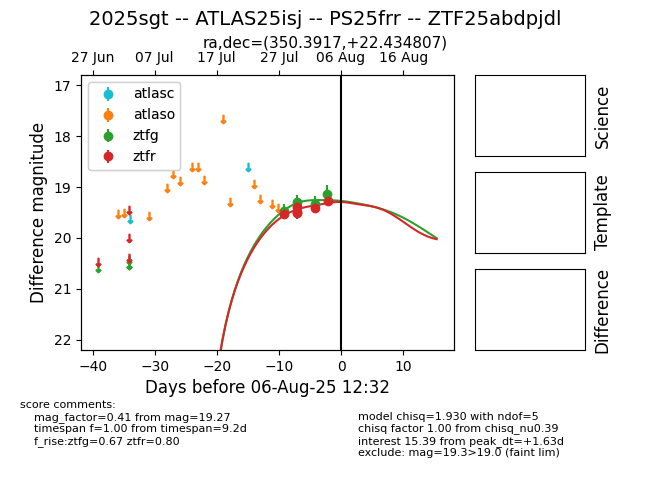 2025sgt -- ATLAS25isj -- PS25frr -- ZTF25abdpjdl
ra,dec=(350.3917,+22.434807)
27 Jun 07 Jul 17 Jul 27 Jul 06 Aug 16 Aug
17
18
19
20
21
22
Difference magnitude
atlasc
atlaso
ztfg
ztfr
−40 −30 −20 −10 0 10
Days before 06-Aug-25 12:32
Science
Template
Difference
score comments:
mag_factor=0.41 from mag=19.27
timespan f=1.00 from timespan=9.2d
f_rise:ztfg=0.67 ztfr=0.80
model chisq=1.930 with ndof=5
chisq factor 1.00 from chisq_nu0.39
interest 15.39 from peak_dt=+1.63d
exclude: mag=19.3>19.0 (faint lim)